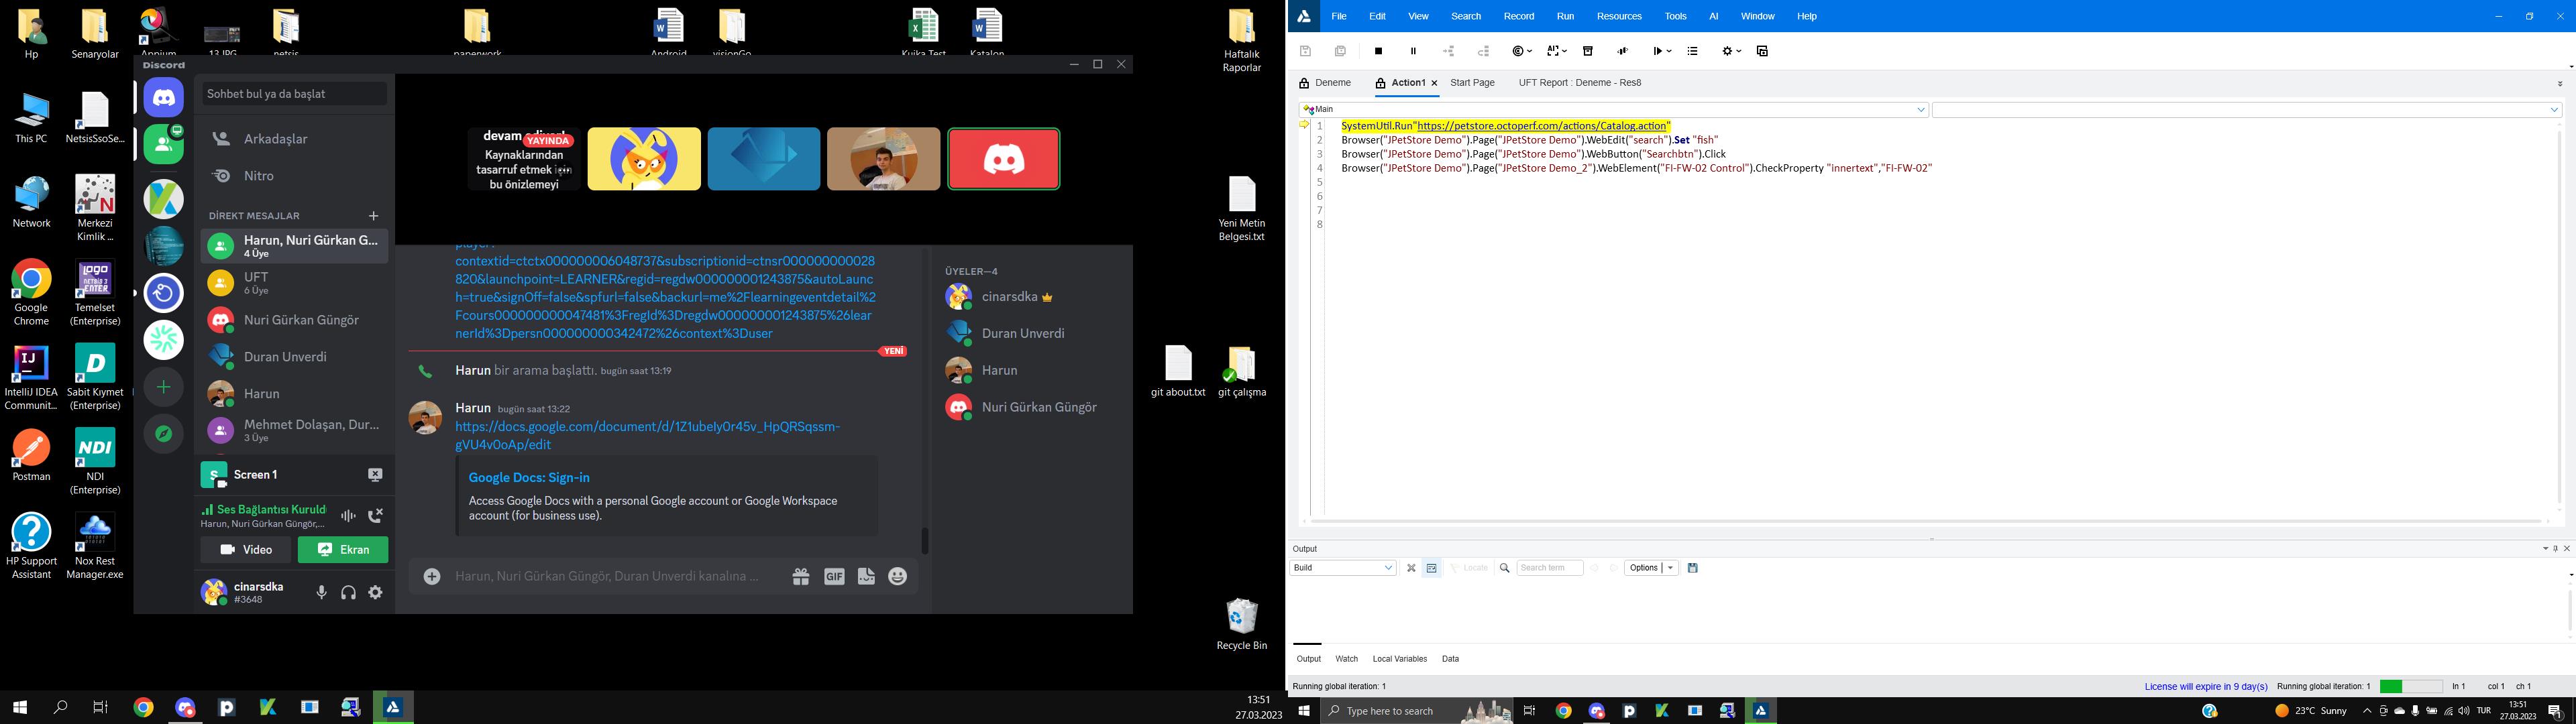 Hp
Senaryolar
Appium
13.JPG
netsis
paperwork
Android
visionGo
Kuika Test
Katalon
Haftalık
Raporlar
This PC
NetsisSsoSe...
Network
Merkezi
Kimlik ...
Google
Chrome
Temelset
(Enterprise)
IntelliJ IDEA
Communit...
Sabit Kıymet
(Enterprise)
Postman
NDI
(Enterprise)
HP Support
Assistant
Nox Rest
Manager.exe
Yeni Metin
Belgesi.txt
git about.txt
git çalışma
Recycle Bin
Discord
Sohbet bul ya da başlat
Arkadaşlar
Nitro
DİREKT MESAJLAR
Harun, Nuri Gürkan G...
4 Üye
UFT
6 Üye
Nuri Gürkan Güngör
Duran Unverdi
Harun
Mehmet Dolaşan, Dur...
3 Üye
Screen 1
Ses Bağlantısı Kuruld
Harun, Nuri Gürkan Güngör,...
Video
Ekran
cinarsdka
#3648
YAYINDA
Kaynaklarından
tasarruf etmek için
bu önizlemeyi
player?
contextid=ctctx000000006048737&subscriptionid=ctnsr000000000028
820&launchpoint=LEARNER&regid=regdw000000001243875&autoLaunc
h=true&signOff=false&spfurl=false&backurl=me%2Flearningeventdetail%2
Fcours000000000047481%3FregId%3Dregdw000000001243875%26lear
nerId%3Dpersn000000000342472%26context%3Duser
YENİ
Harun bir arama başlattı. bugün saat 13:19
Harun bugün saat 13:22
https://docs.google.com/document/d/1Z1ubeIy0r45v_HpQRSqssm-
gVU4v0oAp/edit
Google Docs: Sign-in
Access Google Docs with a personal Google account or Google Workspace
account (for business use).
Harun, Nuri Gürkan Güngör, Duran Unverdi kanalına ...
GIF
ÜYELER—4
cinarsdka
Duran Unverdi
Harun
Nuri Gürkan Güngör
13:51
27.03.2023
File Edit View Search Record Run Resources Tools AI Window Help
Deneme Action1 Start Page UFT Report : Deneme - Res8
Main
1 SystemUtil.Run"https://petstore.octoperf.com/actions/Catalog.action"
2 Browser("JPetStore Demo").Page("JPetStore Demo").WebEdit("search").Set "fish"
3 Browser("JPetStore Demo").Page("JPetStore Demo").WebButton("Searchbtn").Click
4 Browser("JPetStore Demo").Page("JPetStore Demo_2").WebElement("FI-FW-02 Control").CheckProperty "innertext","FI-FW-02"
5
6
7
8
Output
Build
Locate
Search term
Options
Output Watch Local Variables Data
Running global iteration: 1
License will expire in 9 day(s) Running global iteration: 1 ln 1 col 1 ch 1
Type here to search
23°C Sunny
TUR
13:51
27.03.2023